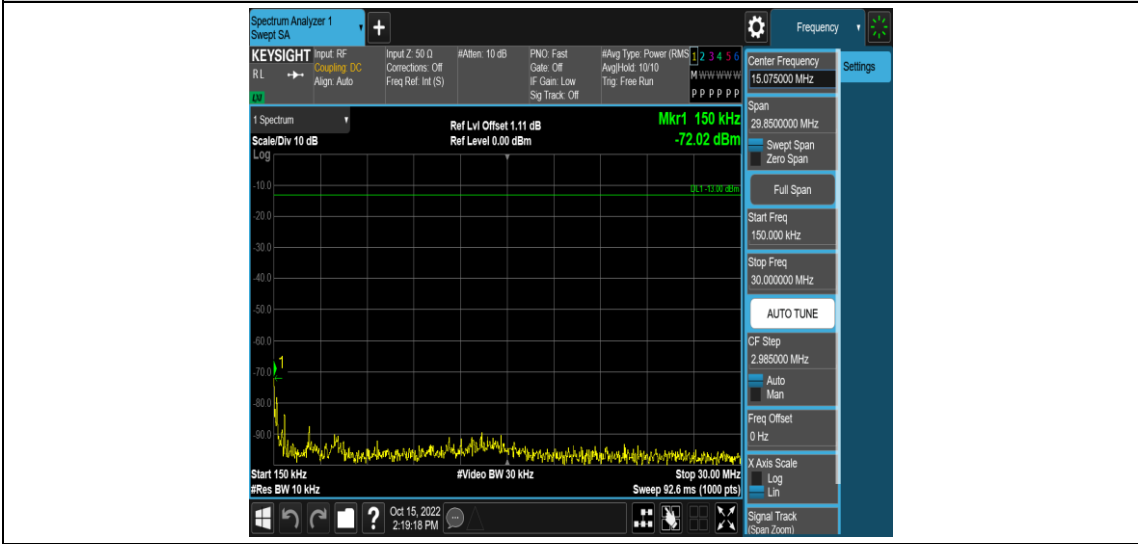 Spectrum Analyzer 1
Swept SA
+
Frequency
KEYSIGHT
RL
Input: RF
Coupling: DC
Align: Auto
Input Z: 50 Ω
Corrections: Off
Freq Ref: Int (S)
#Atten: 10 dB
PNO: Fast
Gate: Off
IF Gain: Low
Sig Track: Off
#Avg Type: Power (RMS
Avg|Hold: 10/10
Trig: Free Run
1 2 3 4 5 6
M W W W W W
P P P P P P
1 Spectrum
Scale/Div 10 dB
Log
Ref Lvl Offset 1.11 dB
Ref Level 0.00 dBm
Mkr1 150 kHz
-72.02 dBm
DL1 -13.00 dBm
-10.0
-20.0
-30.0
-40.0
-50.0
-60.0
-70.0
-80.0
-90.0
1
Start 150 kHz
#Res BW 10 kHz
#Video BW 30 kHz
Stop 30.00 MHz
Sweep 92.6 ms (1000 pts)
?
Oct 15, 2022
2:19:18 PM
Center Frequency
15.075000 MHz
Settings
Span
29.8500000 MHz
Swept Span
Zero Span
Full Span
Start Freq
150.000 kHz
Stop Freq
30.000000 MHz
AUTO TUNE
CF Step
2.985000 MHz
Auto
Man
Freq Offset
0 Hz
X Axis Scale
Log
Lin
Signal Track
(Span Zoom)